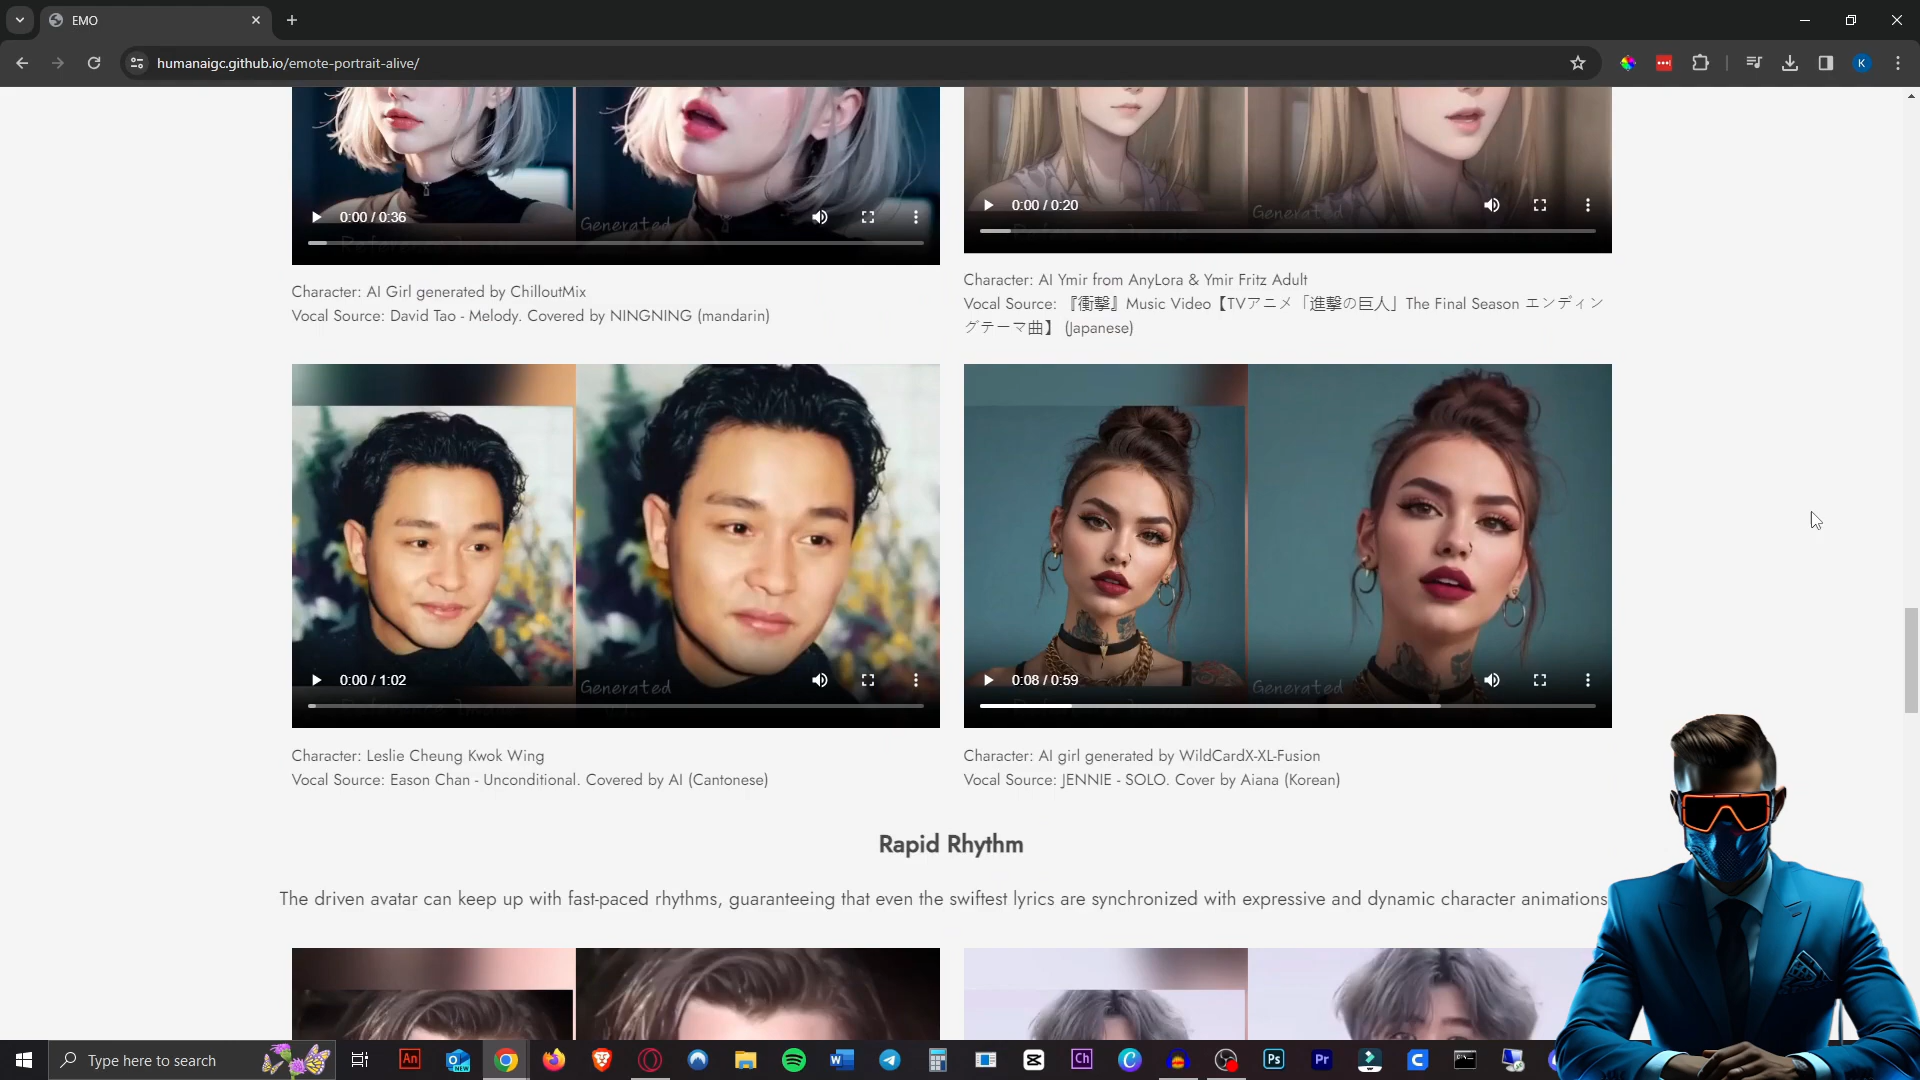 EMO
humanaigc.github.io/emote-portrait-alive/
K
0:00 / 0:36
Generated
0:00 / 0:20
Generated
Character: AI Girl generated by ChilloutMix
Vocal Source: David Tao - Melody. Covered by NINGNING (mandarin)
Character: AI Ymir from AnyLora & Ymir Fritz Adult
Vocal Source: 『衝撃』Music Video【TVアニメ「進撃の巨人」The Final Season エンディン
グテーマ曲】 (Japanese)
0:00 / 1:02
Generated
0:08 / 0:59
Generated
Character: Leslie Cheung Kwok Wing
Vocal Source: Eason Chan - Unconditional. Covered by AI (Cantonese)
Character: AI girl generated by WildCardX-XL-Fusion
Vocal Source: JENNIE - SOLO. Cover by Aiana (Korean)
Rapid Rhythm
The driven avatar can keep up with fast-paced rhythms, guaranteeing that even the swiftest lyrics are synchronized with expressive and dynamic character animations
Type here to search
An
NEW
W
Ch
Ps
Pr